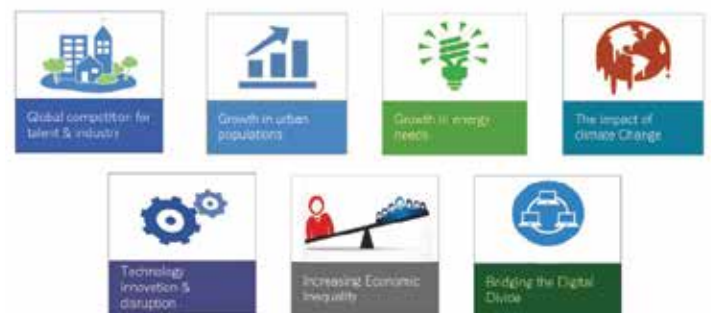 Global competition for
talent & industry
Growth in urban
populations
Growth in energy
needs
The impact of
climate Change
Technology
innovation &
disruption
Increasing Economic
Inequality
Bridging the Digital
Divide